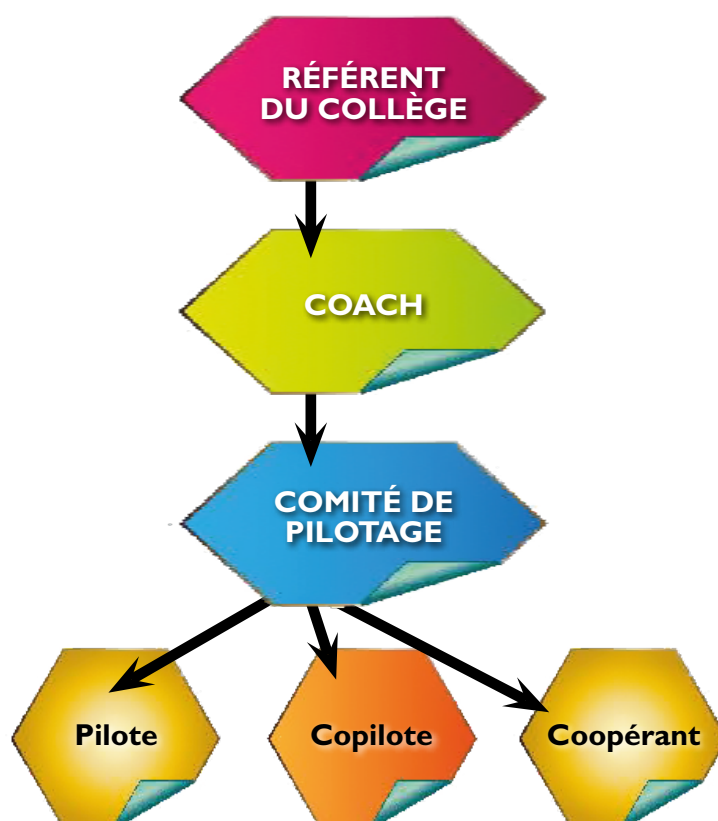 RÉFÉRENT
DU COLLÈGE
COACH
COMITÉ DE
PILOTAGE
Pilote
Copilote
Coopérant